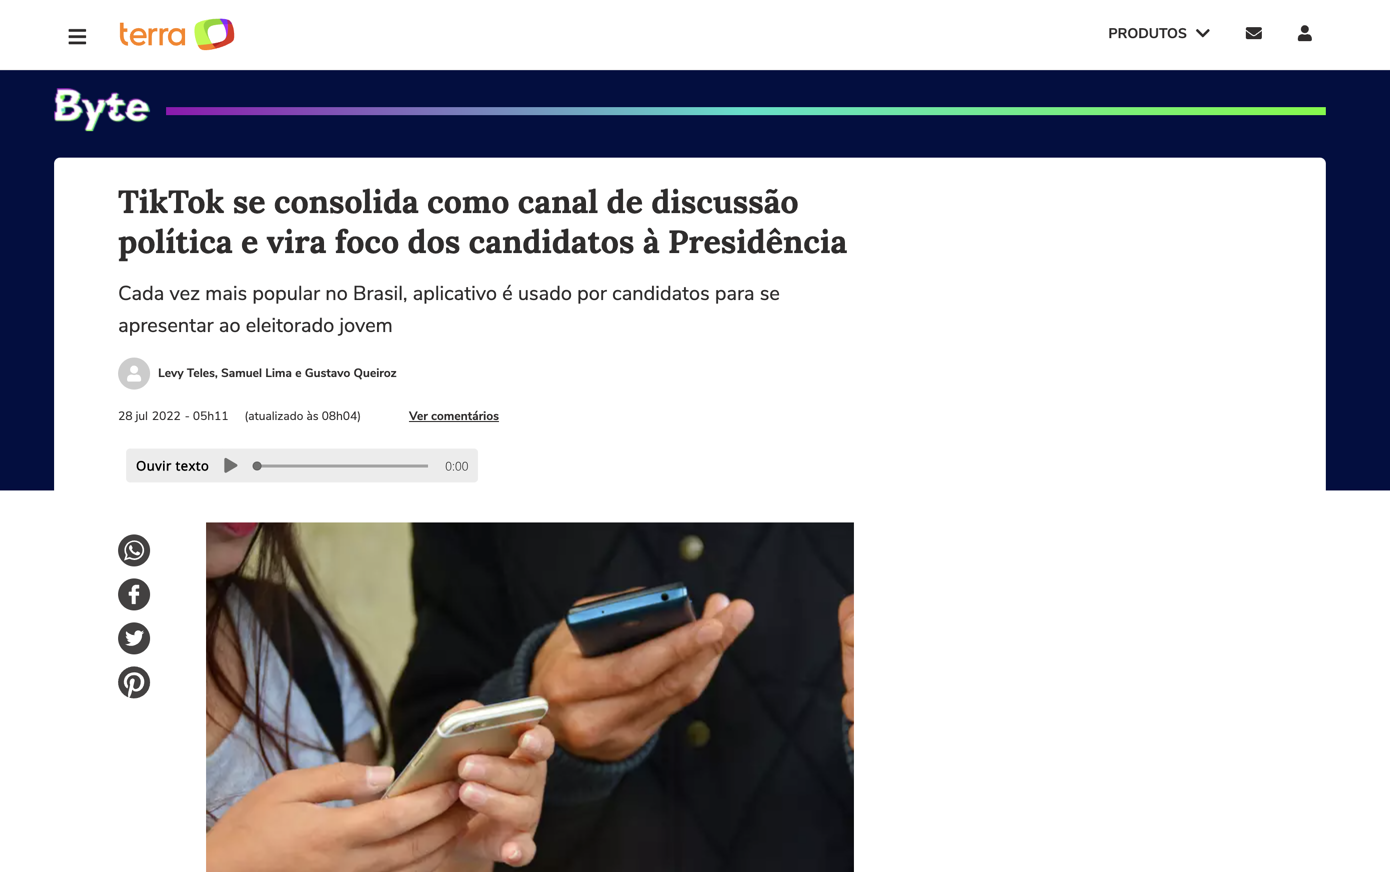 terra
PRODUTOS
Byte
TikTok se consolida como canal de discussão
política e vira foco dos candidatos à Presidência
Cada vez mais popular no Brasil, aplicativo é usado por candidatos para se
apresentar ao eleitorado jovem
Levy Teles, Samuel Lima e Gustavo Queiroz
28 jul 2022 - 05h11 (atualizado às 08h04) Ver comentários
Ouvir texto 0:00